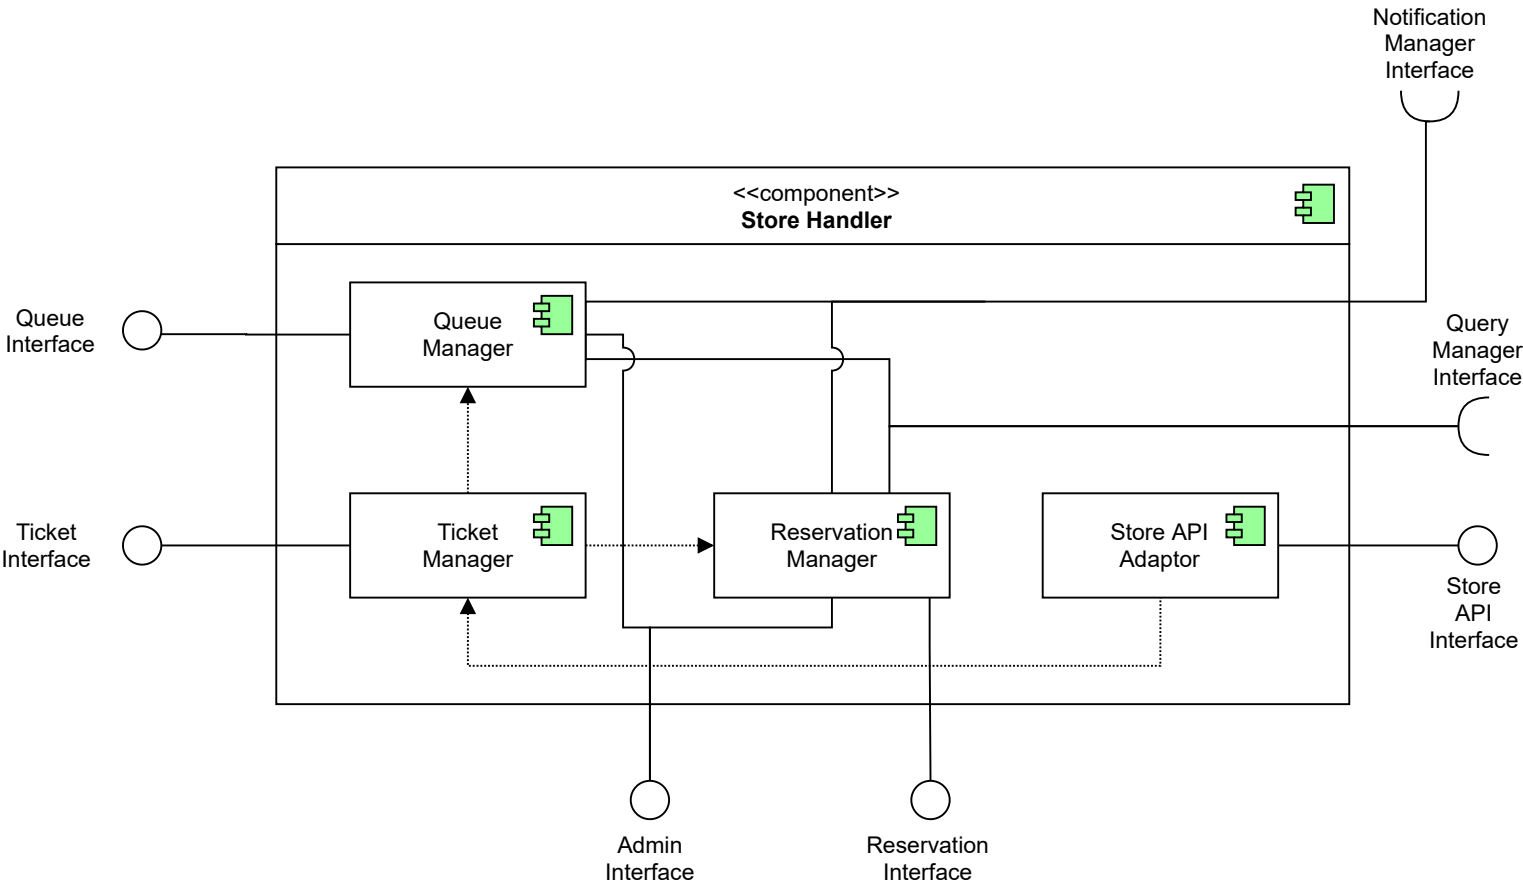 Notification
Manager
Interface
<<component>>
Store Handler
Queue
Interface
Queue
Manager
Query
Manager
Interface
Ticket
Interface
Ticket
Manager
Reservation
Manager
Store API
Adaptor
Store
API
Interface
Admin
Interface
Reservation
Interface